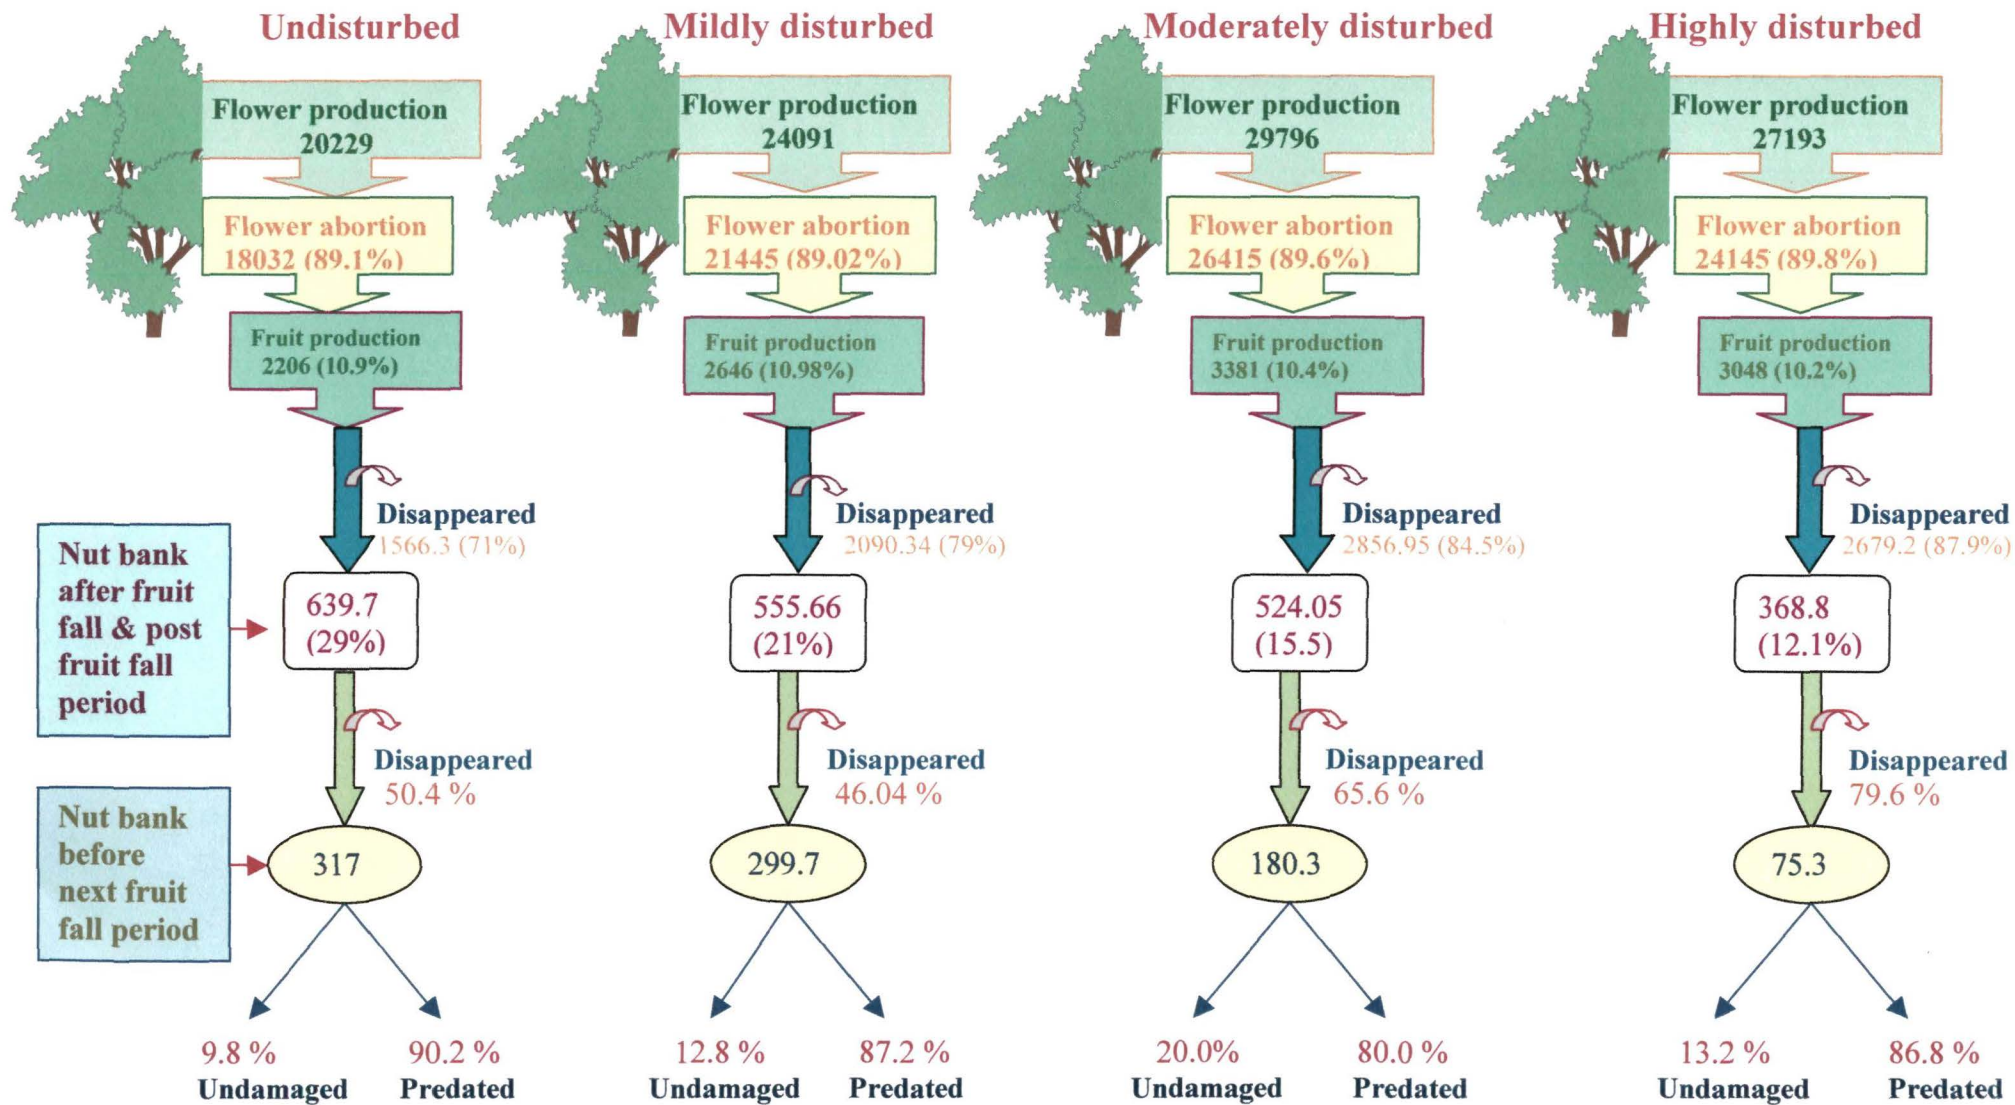 Undisturbed
Flower production
20229
Flower abortion
18032 (89.1%)
Fruit production
2206 (10.9%)
Disappeared
1566.3 (71%)
Nut bank
after fruit
fall & post
fruit fall
period
639.7
(29%)
Disappeared
50.4 %
Nut bank
before
next fruit
fall period
317
9.8 %
Undamaged
90.2 %
Predated
Mildly disturbed
Flower production
24091
Flower abortion
21445 (89.02%)
Fruit production
2646 (10.98%)
Disappeared
2090.34 (79%)
555.66
(21%)
Disappeared
46.04 %
299.7
12.8 %
Undamaged
87.2 %
Predated
Moderately disturbed
Flower production
29796
Flower abortion
26415 (89.6%)
Fruit production
3381 (10.4%)
Disappeared
2856.95 (84.5%)
524.05
(15.5)
Disappeared
65.6 %
180.3
20.0%
Undamaged
80.0 %
Predated
Highly disturbed
Flower production
27193
Flower abortion
24145 (89.8%)
Fruit production
3048 (10.2%)
Disappeared
2679.2 (87.9%)
368.8
(12.1%)
Disappeared
79.6 %
75.3
13.2 %
Undamaged
86.8 %
Predated